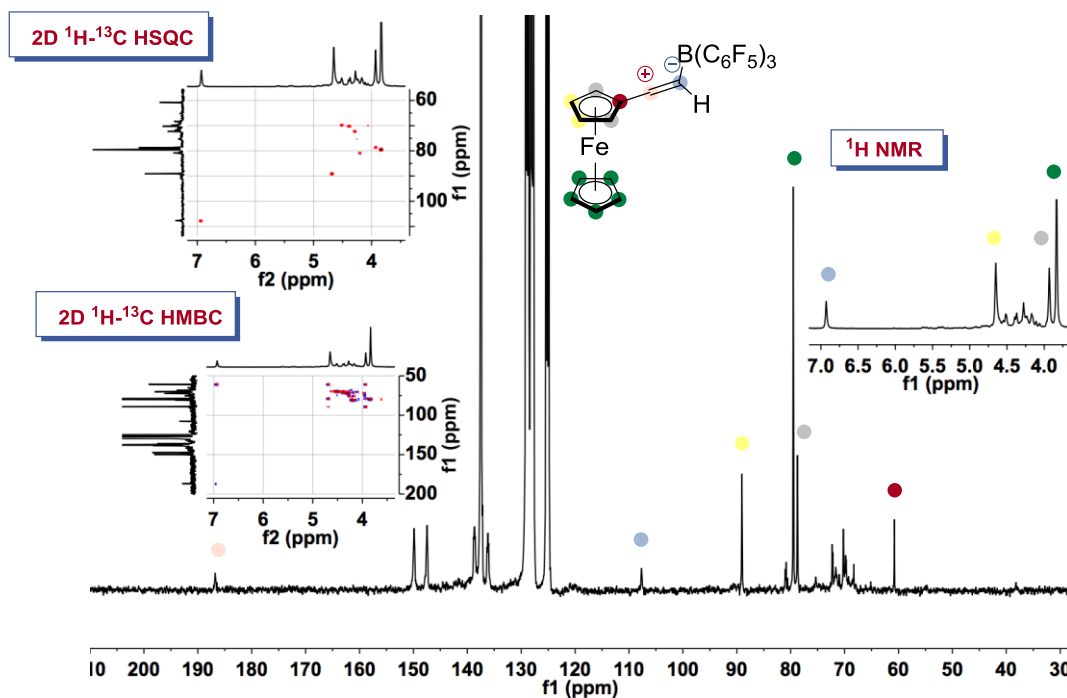 2D ¹H-¹³C HSQC
60
80
100
f1 (ppm)
7 6 5 4
f2 (ppm)
2D ¹H-¹³C HMBC
50
100
150
200
f1 (ppm)
7 6 5 4
f2 (ppm)
⊖ B(C₆F₅)₃
⊕
H
Fe
¹H NMR
7.0 6.5 6.0 5.5 5.0 4.5 4.0
f1 (ppm)
210 200 190 180 170 160 150 140 130 120 110 100 90 80 70 60 50 40 30
f1 (ppm)